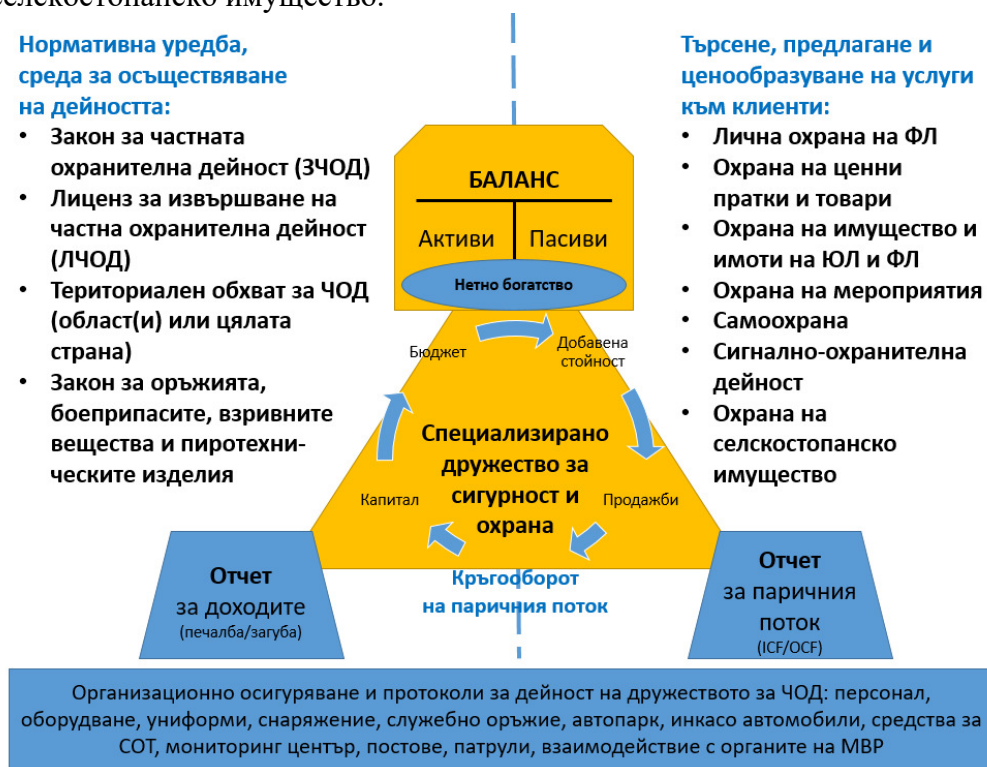 селскостопанско имущество.
Нормативна уредба,
среда за осъществяване
на дейността:
• Закон за частната
охранителна дейност (ЗЧОД)
• Лиценз за извършване на
частна охранителна дейност
(ЛЧОД)
• Териториален обхват за ЧОД
(област(и) или цялата
страна)
• Закон за оръжията,
боеприпасите, взривните
вещества и пиротехни-
ческите изделия
Търсене, предлагане и
ценообразуване на услуги
към клиенти:
• Лична охрана на ФЛ
• Охрана на ценни
пратки и товари
• Охрана на имущество и
имоти на ЮЛ и ФЛ
• Охрана на мероприятия
• Самоохрана
• Сигнално-охранителна
дейност
• Охрана на
селскостопанско
имущество
БАЛАНС
Активи
Пасиви
Нетно богатство
Бюджет
Добавена
стойност
Специализирано
дружество за
сигурност и
охрана
Капитал
Продажби
Кръгооборот
на паричния поток
Отчет
за доходите
(печалба/загуба)
Отчет
за паричния
поток
(ICF/OCF)
Организационно осигуряване и протоколи за дейност на дружеството за ЧОД: персонал,
оборудване, униформи, снаряжение, служебно оръжие, автопарк, инкасо автомобили, средства за
СОТ, мониторинг център, постове, патрули, взаимодействие с органите на МВР